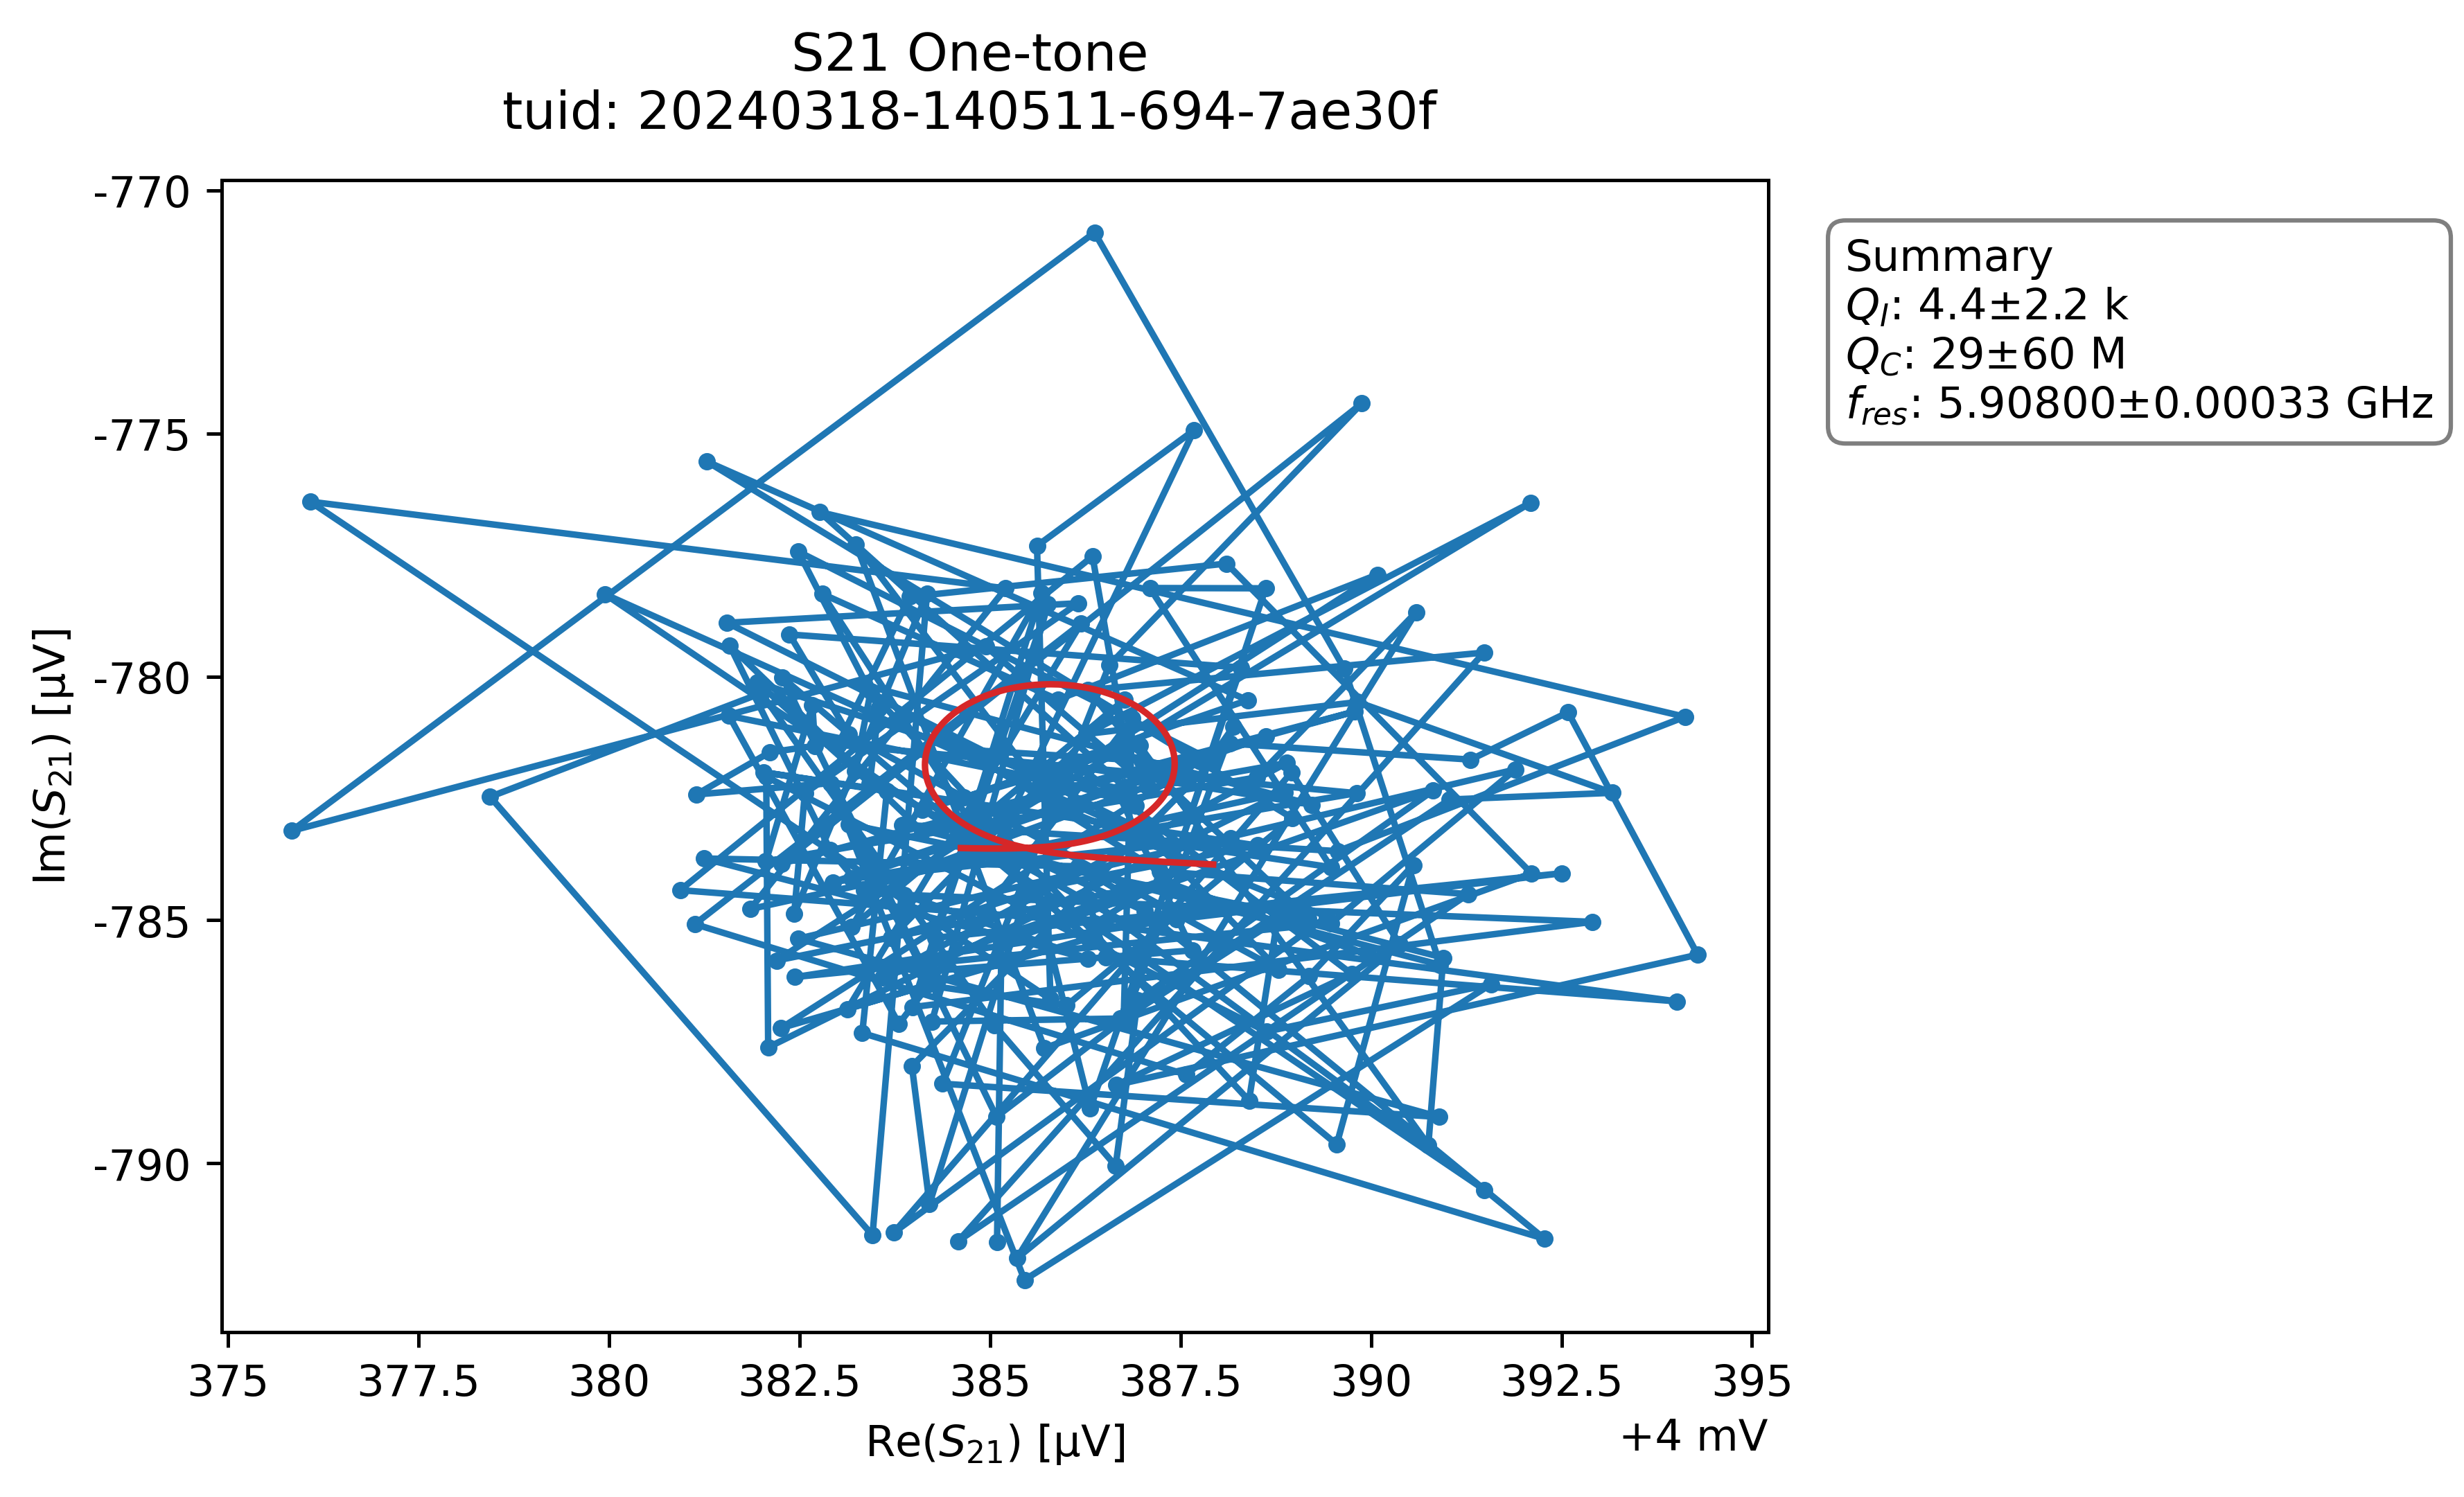 S21 One-tone
tuid: 20240318-140511-694-7ae30f
-770
-775
-780
-785
-790
Im(S21) [µV]
375 377.5 380 382.5 385 387.5 390 392.5 395
Re(S21) [µV]
+4 mV
Summary
QI: 4.4±2.2 k
QC: 29±60 M
fres: 5.90800±0.00033 GHz